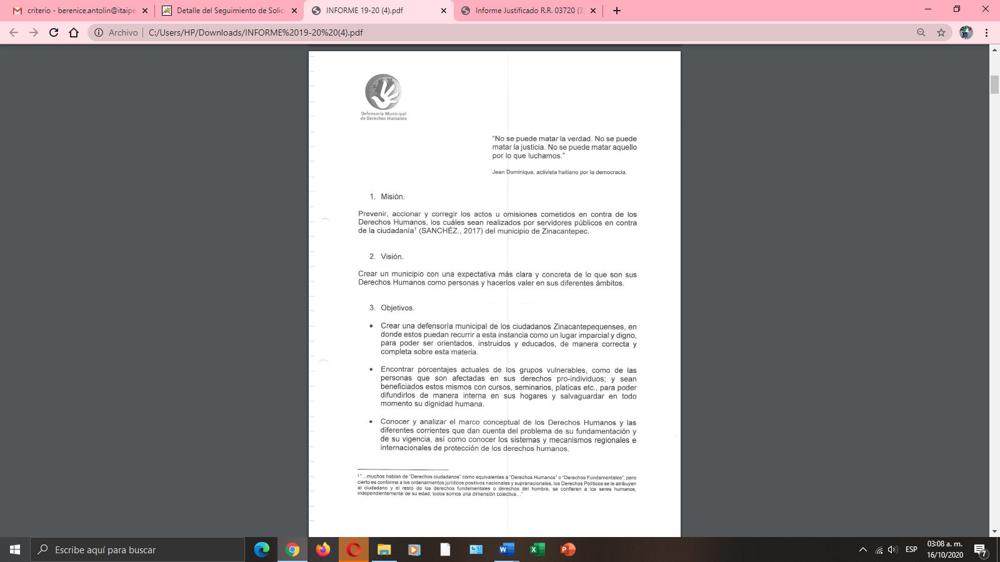 criterio - berenice.antolin@itaipe
Detalle del Seguimiento de Solic
INFORME 19-20 (4).pdf
Informe Justificado R.R. 03720 (3)
Archivo
C:/Users/HP/Downloads/INFORME%2019-20%20(4).pdf
Defensoría Municipal
de Derechos Humanos
“No se puede matar la verdad. No se puede
matar la justicia. No se puede matar aquello
por lo que luchamos.”
Jean Dominique, activista haitiano por la democracia.
1. Misión.
Prevenir, accionar y corregir los actos u omisiones cometidos en contra de los
Derechos Humanos, los cuáles sean realizados por servidores públicos en contra
de la ciudadanía¹ (SANCHÉZ., 2017) del municipio de Zinacantepec.
2. Visión.
Crear un municipio con una expectativa más clara y concreta de lo que son sus
Derechos Humanos como personas y hacerlos valer en sus diferentes ámbitos.
3. Objetivos.
• Crear una defensoría municipal de los ciudadanos Zinacantepequenses, en
donde estos puedan recurrir a esta instancia como un lugar imparcial y digno,
para poder ser orientados, instruidos y educados, de manera correcta y
completa sobre esta materia.
• Encontrar porcentajes actuales de los grupos vulnerables, como de las
personas que son afectadas en sus derechos pro-individuos; y sean
beneficiados estos mismos con cursos, seminarios, platicas etc., para poder
difundirlos de manera interna en sus hogares y salvaguardar en todo
momento su dignidad humana.
• Conocer y analizar el marco conceptual de los Derechos Humanos y las
diferentes corrientes que dan cuenta del problema de su fundamentación y
de su vigencia, así como conocer los sistemas y mecanismos regionales e
internacionales de protección de los derechos humanos.
¹ “…muchos hablan de “Derechos ciudadanos” como equivalentes a “Derechos Humanos” o “Derechos Fundamentales”, pero
cierto es conforme a los ordenamientos jurídicos positivos nacionales y supranacionales, los Derechos Políticos se le atribuyen
al ciudadano y el resto de los derechos fundamentales o derechos del hombre, se confieren a los seres humanos,
independientemente de su edad; todos somos una dimensión colectiva…”
Escribe aquí para buscar
ESP
03:08 a. m.
16/10/2020
7